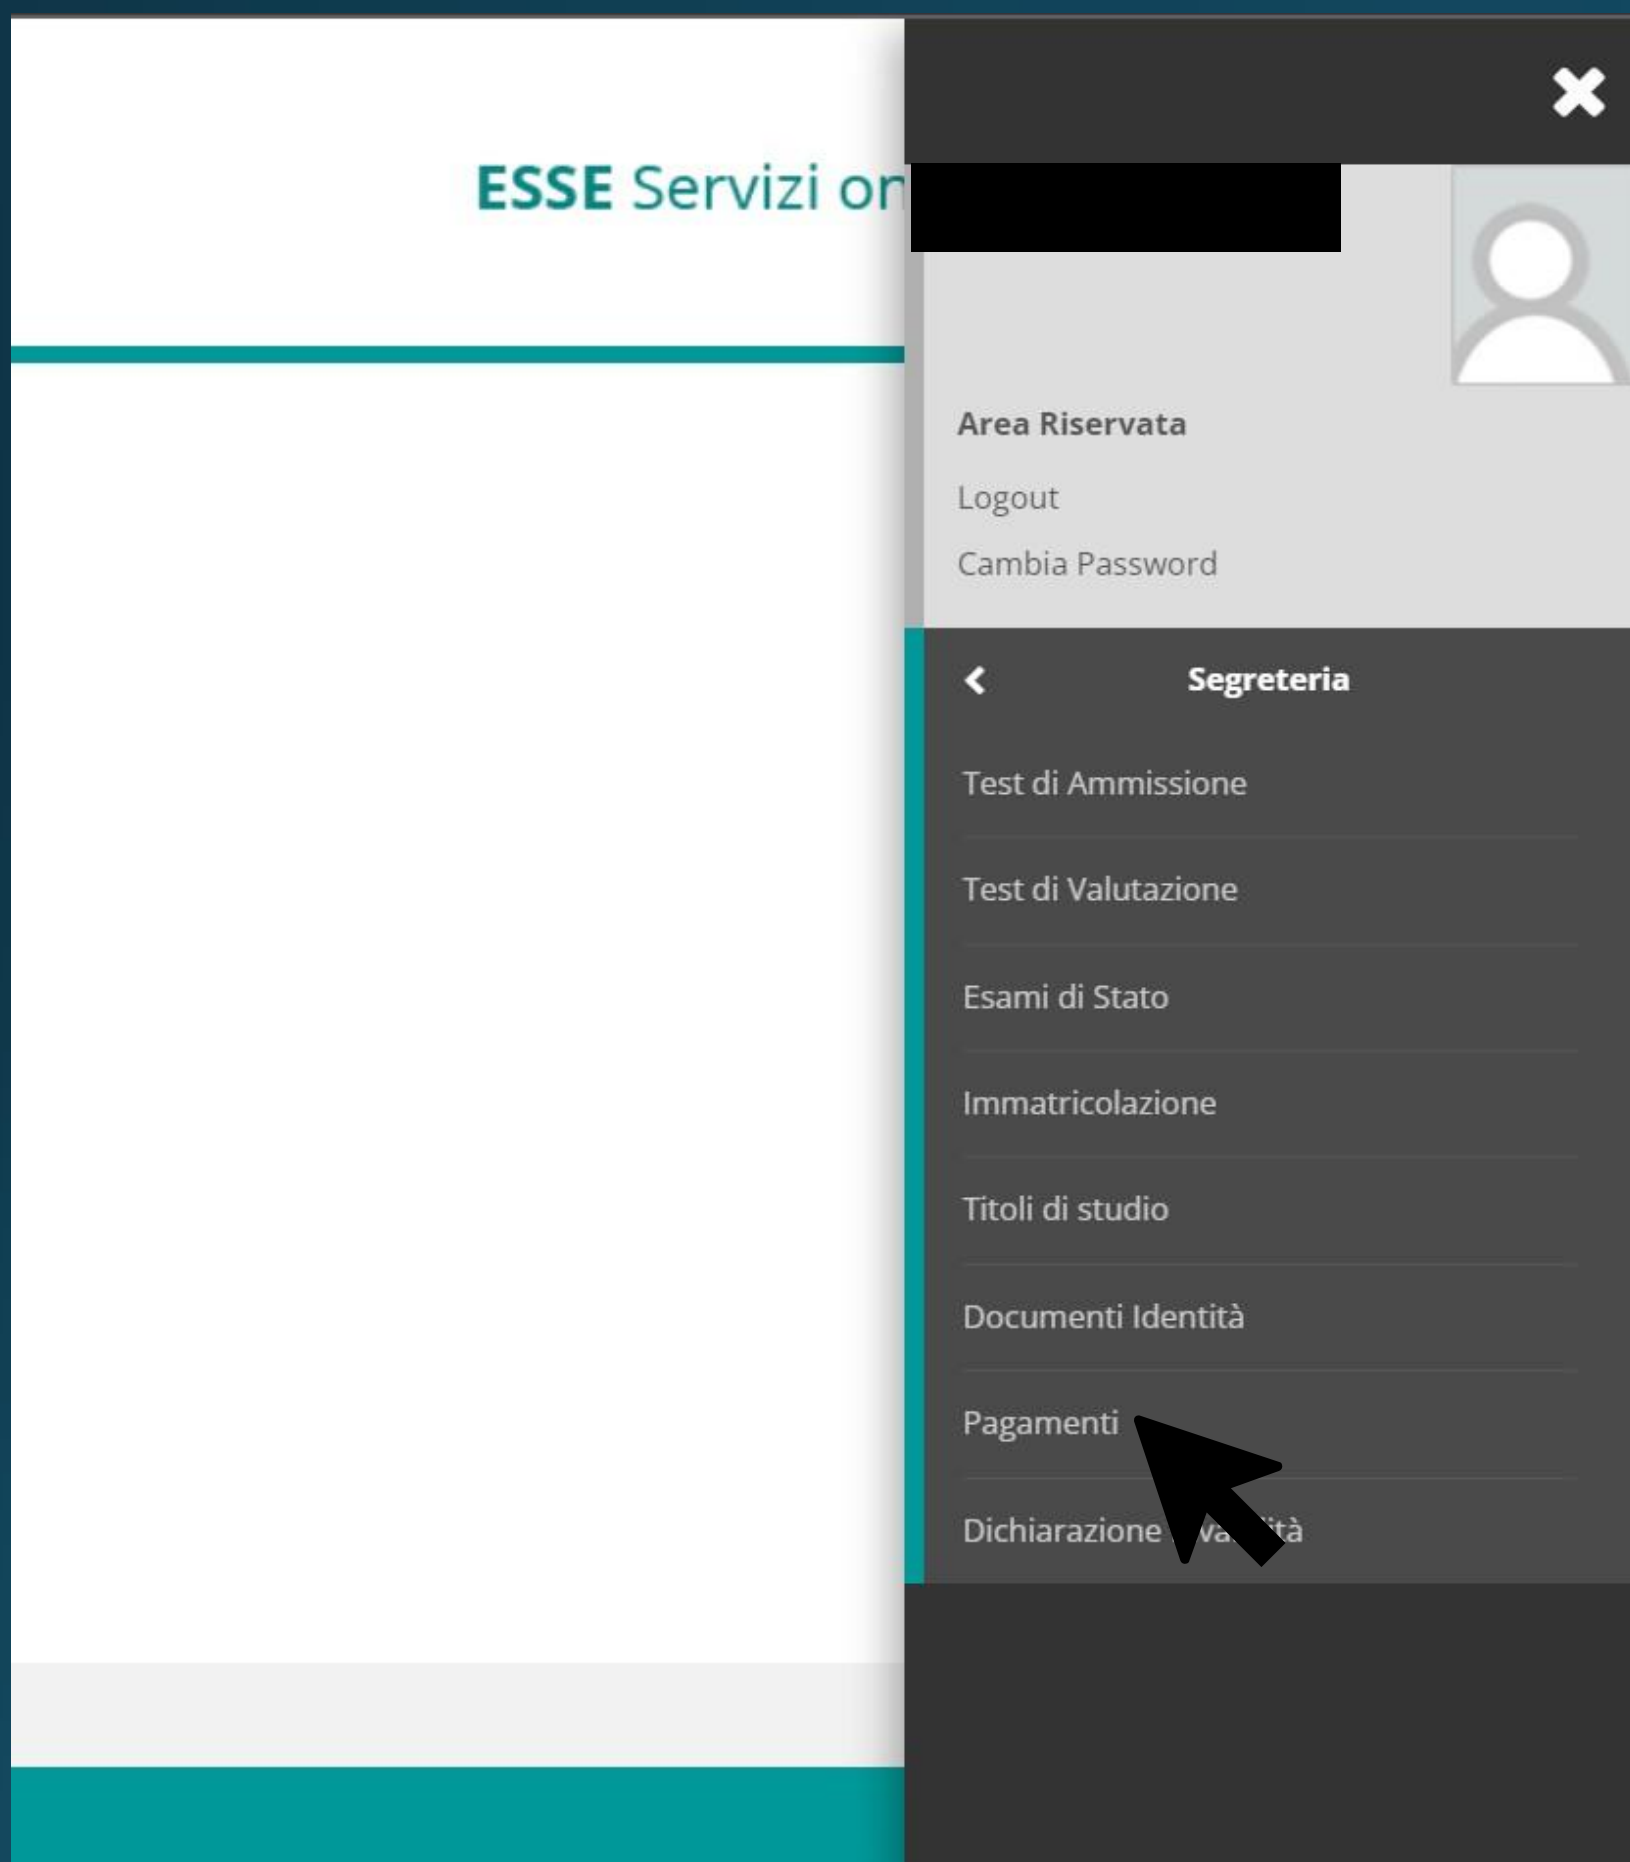 ESSE Servizi on
Area Riservata
Logout
Cambia Password
Segreteria
Test di Ammissione
Test di Valutazione
Esami di Stato
Immatricolazione
Titoli di studio
Documenti Identità
Pagamenti
Dichiarazione